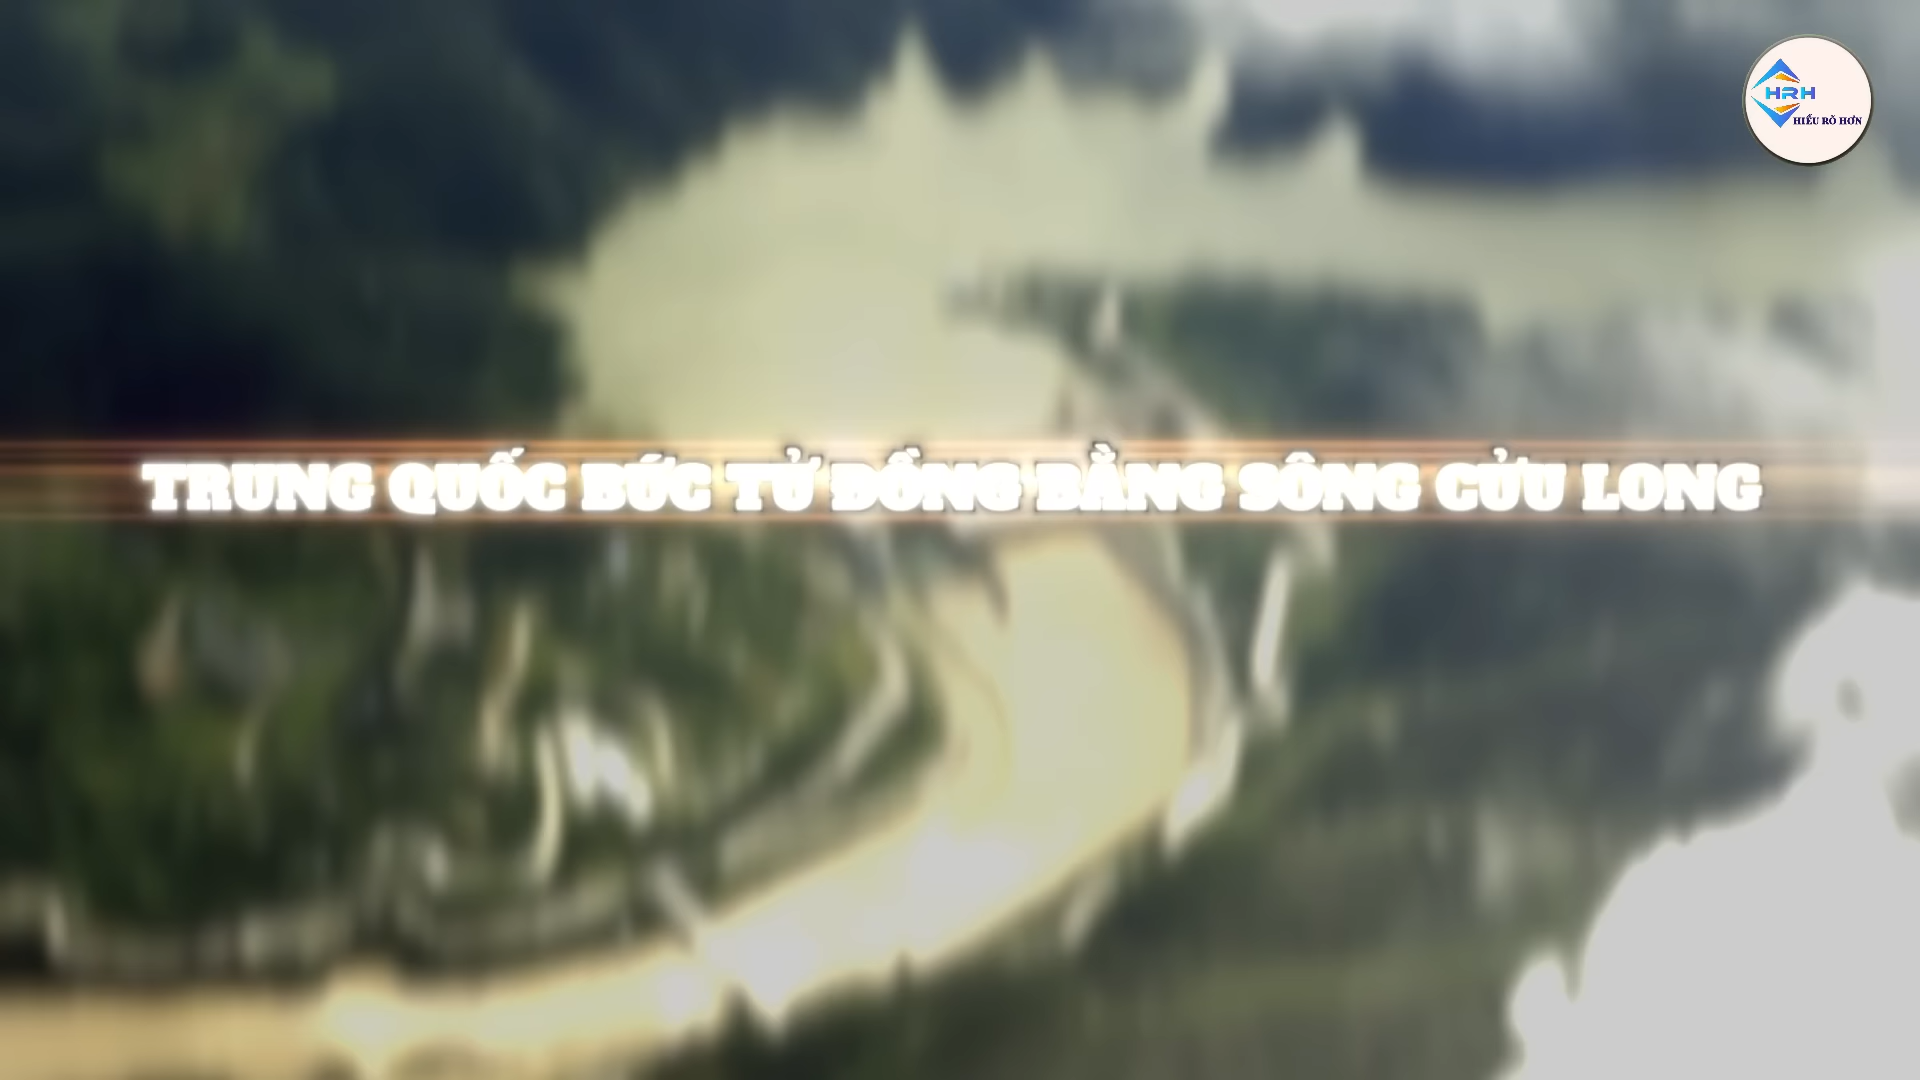 HRH
HIỂU RÕ HƠN
TRUNG QUỐC BỨC TỬ ĐỒNG BẰNG SÔNG CỬU LONG